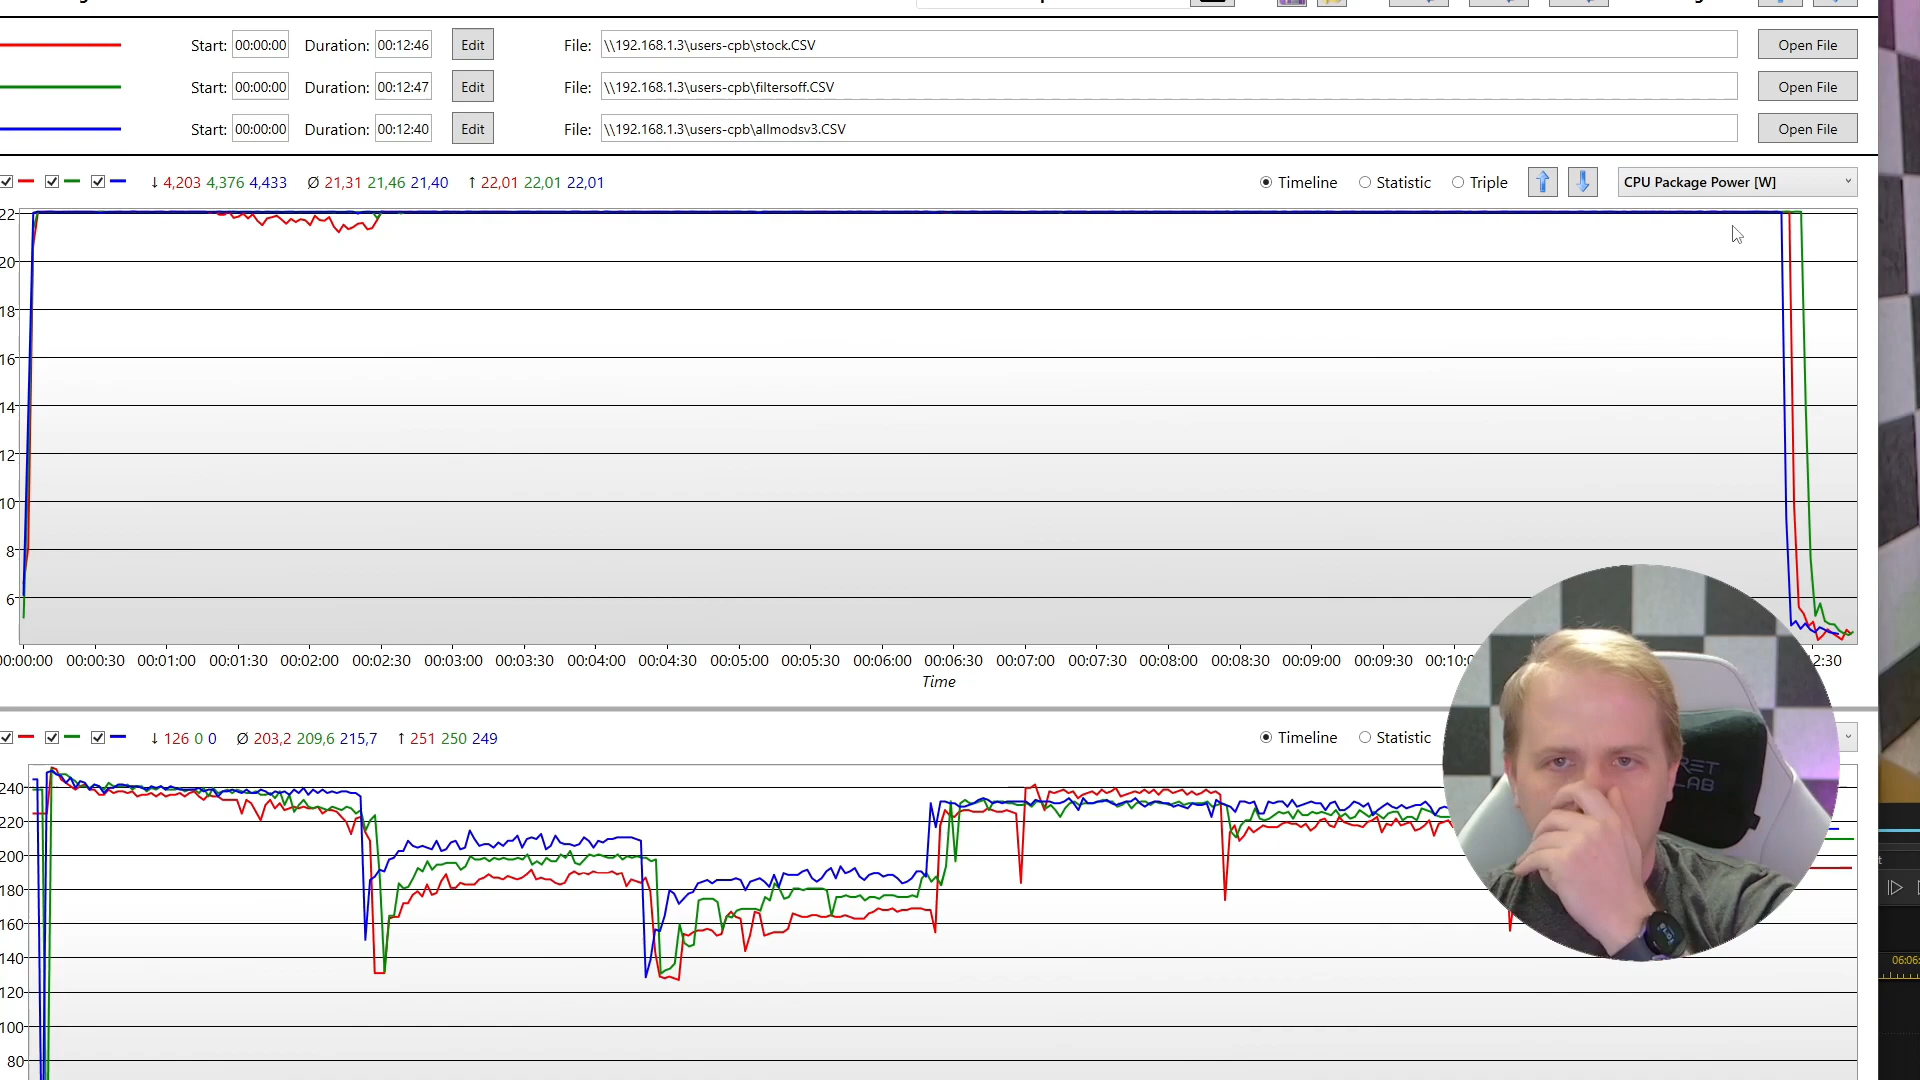 Start: 00:00:00 Duration: 00:12:46 Edit File: \\192.168.1.3\users-cpb\stock.CSV Open File
Start: 00:00:00 Duration: 00:12:47 Edit File: \\192.168.1.3\users-cpb\filtersoff.CSV Open File
Start: 00:00:00 Duration: 00:12:40 Edit File: \\192.168.1.3\users-cpb\allmodsv3.CSV Open File
↓ 4,203 4,376 4,433 Ø 21,31 21,46 21,40 ↑ 22,01 22,01 22,01 Timeline Statistic Triple CPU Package Power [W]
22
20
18
16
14
12
10
8
6
00:00:00 00:00:30 00:01:00 00:01:30 00:02:00 00:02:30 00:03:00 00:03:30 00:04:00 00:04:30 00:05:00 00:05:30 00:06:00 00:06:30 00:07:00 00:07:30 00:08:00 00:08:30 00:09:00 00:09:30 00:10:0 2:30
Time
↓ 126 0 0 Ø 203,2 209,6 215,7 ↑ 251 250 249 Timeline Statistic
240
220
200
180
160
140
120
100
80
RET
LAB
06:06: